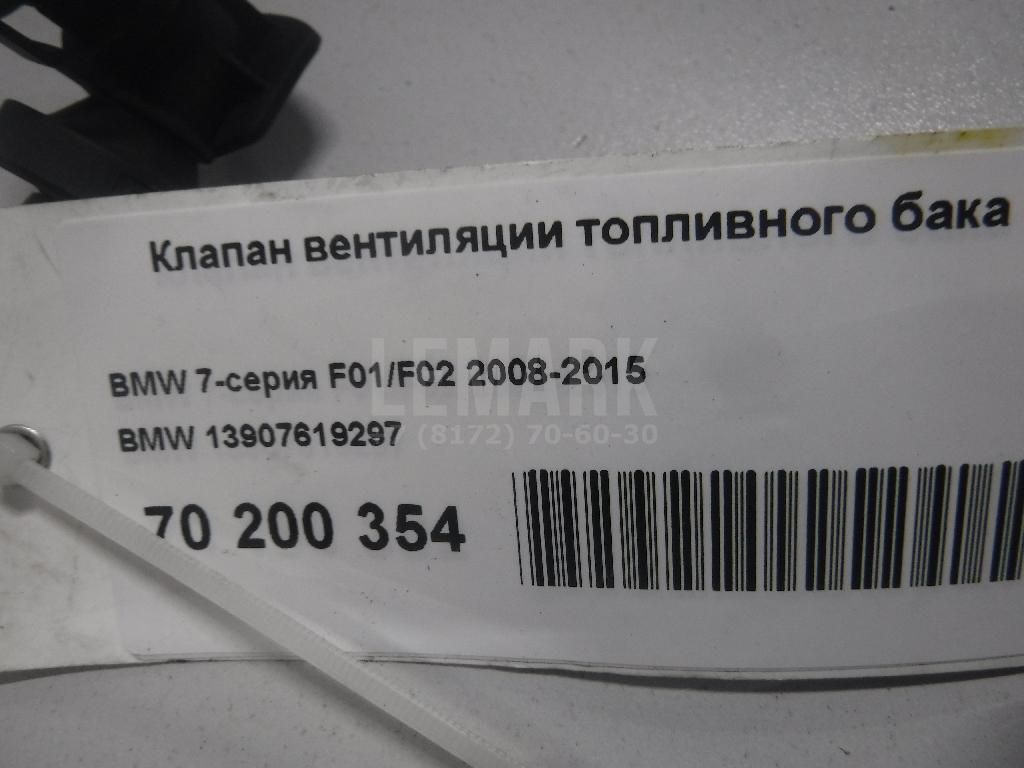 Клапан вентиляции топливного бака
BMW 7-серия F01/F02 2008-2015
BMW 13907619297
70 200 354
LEMARK
(8172) 70-60-30